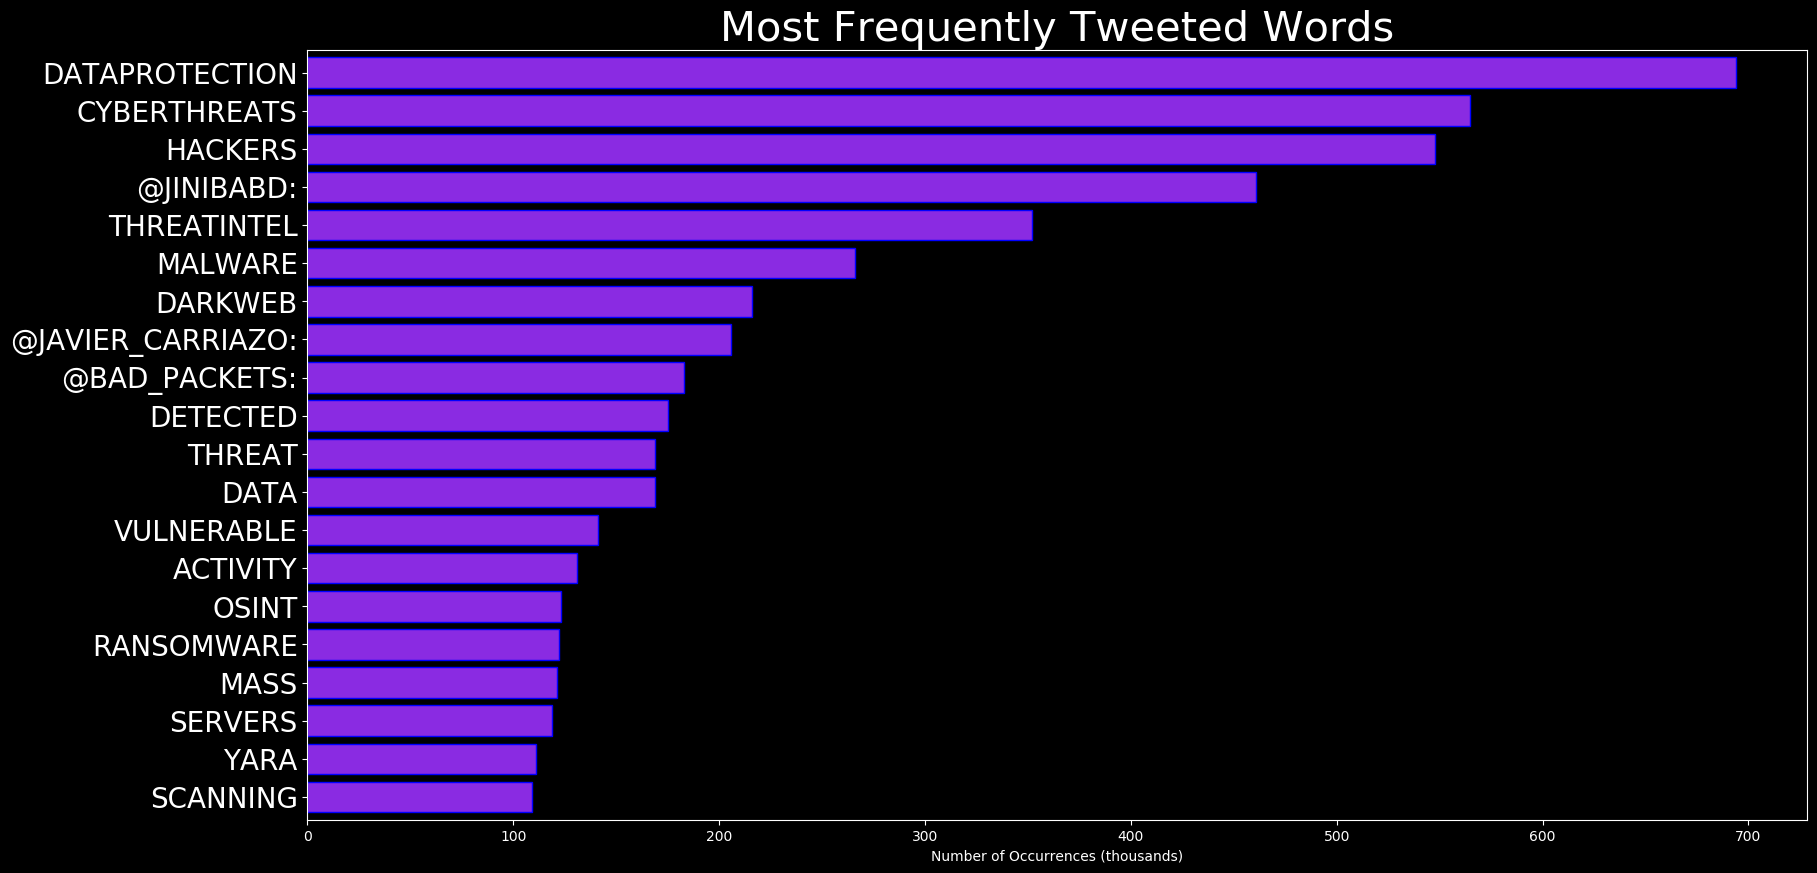 Most Frequently Tweeted Words
DATAPROTECTION
CYBERTHREATS
HACKERS
@JINIBABD:
THREATINTEL
MALWARE
DARKWEB
@JAVIER_CARRIAZO:
@BAD_PACKETS:
DETECTED
THREAT
DATA
VULNERABLE
ACTIVITY
OSINT
RANSOMWARE
MASS
SERVERS
YARA
SCANNING
0 100 200 300 400 500 600 700
Number of Occurrences (thousands)